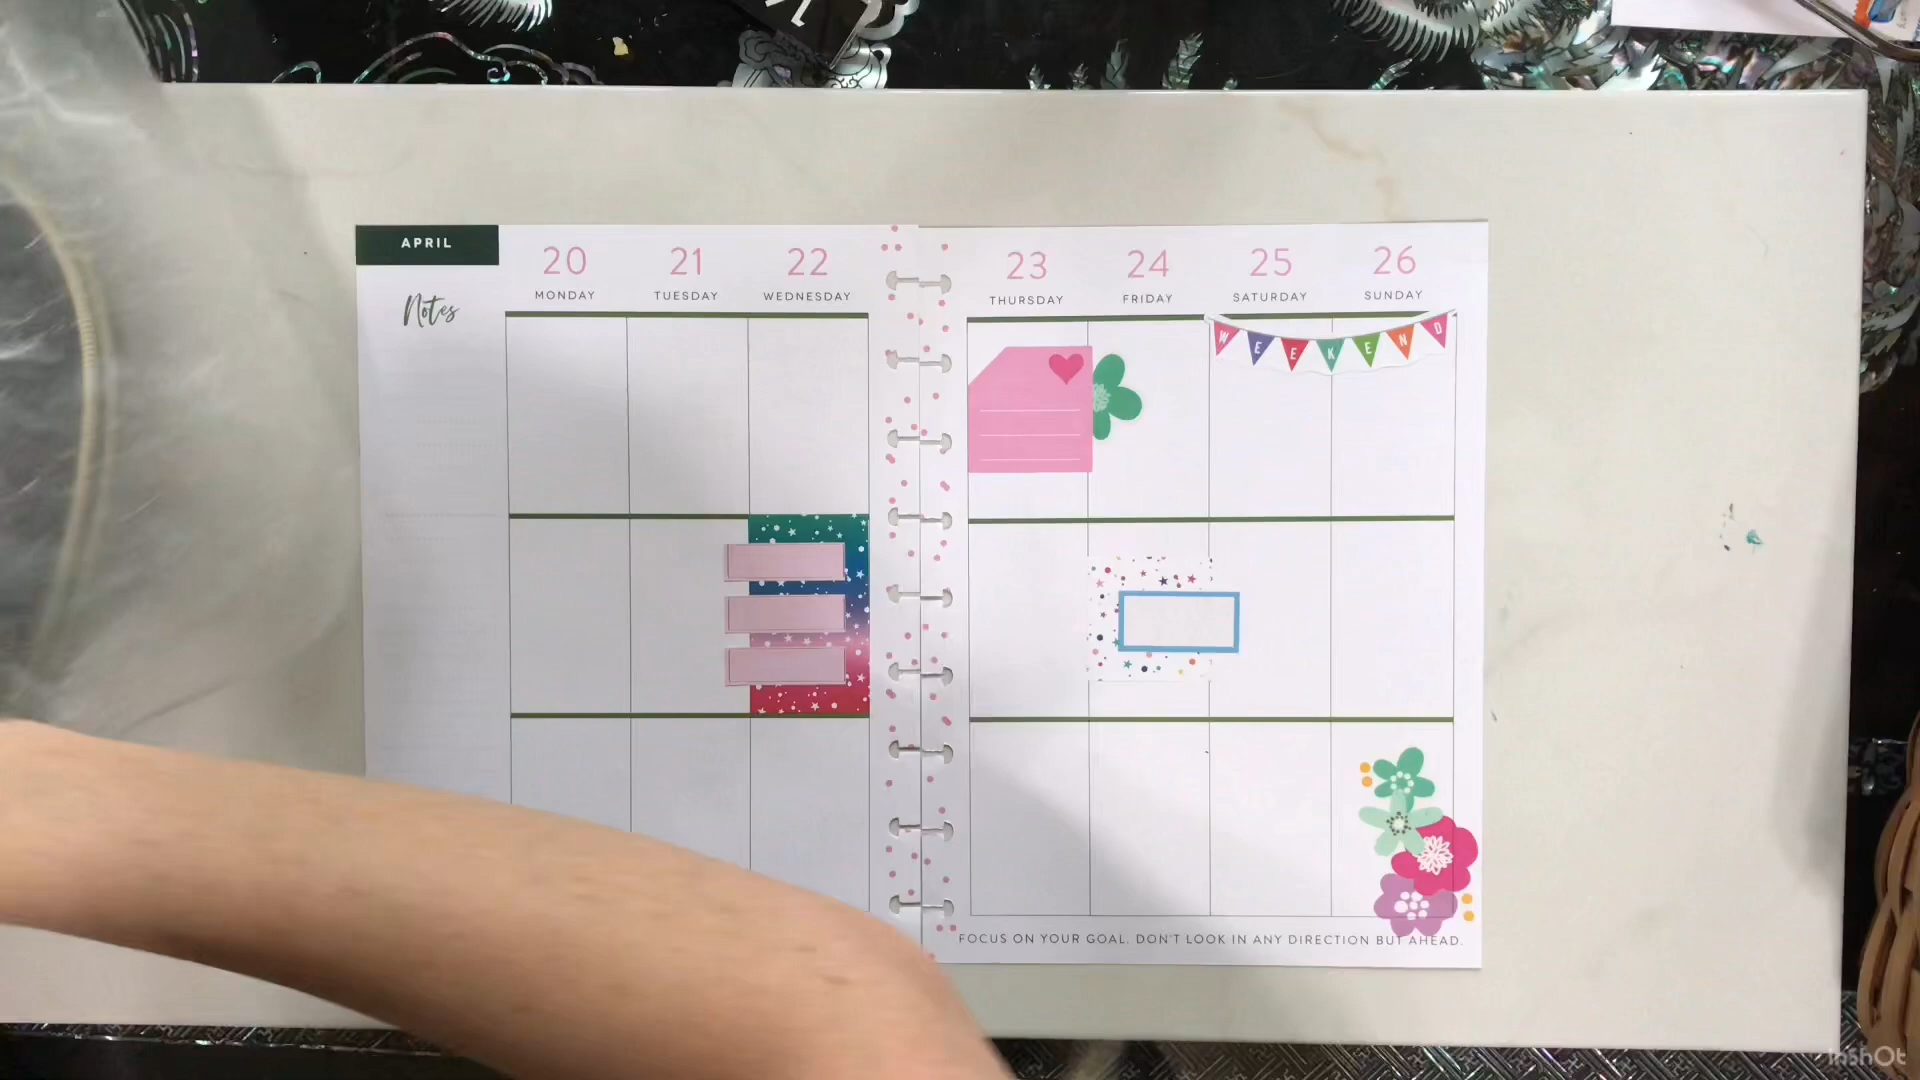 APRIL
Notes
20
MONDAY
21
TUESDAY
22
WEDNESDAY
23
THURSDAY
24
FRIDAY
25
SATURDAY
26
SUNDAY
WEEKEND
FOCUS ON YOUR GOAL. DON'T LOOK IN ANY DIRECTION BUT AHEAD.
InshOt